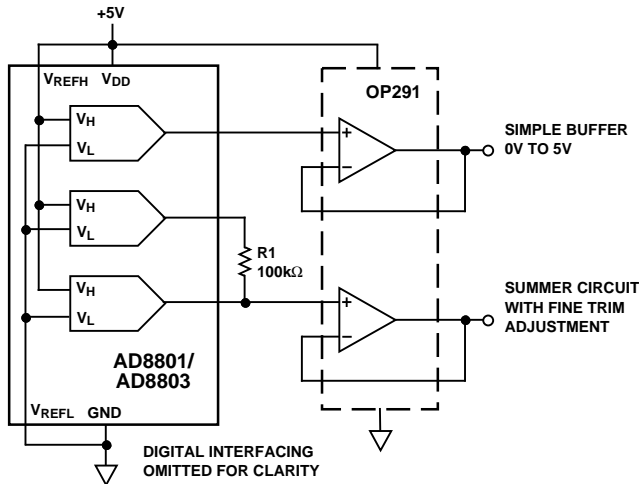 +5V
VREFH VDD
OP291
VH
VL
+
−
SIMPLE BUFFER
0V TO 5V
VH
VL
R1
100kΩ
VH
VL
+
−
SUMMER CIRCUIT
WITH FINE TRIM
ADJUSTMENT
AD8801/
AD8803
VREFL GND
DIGITAL INTERFACING
OMITTED FOR CLARITY